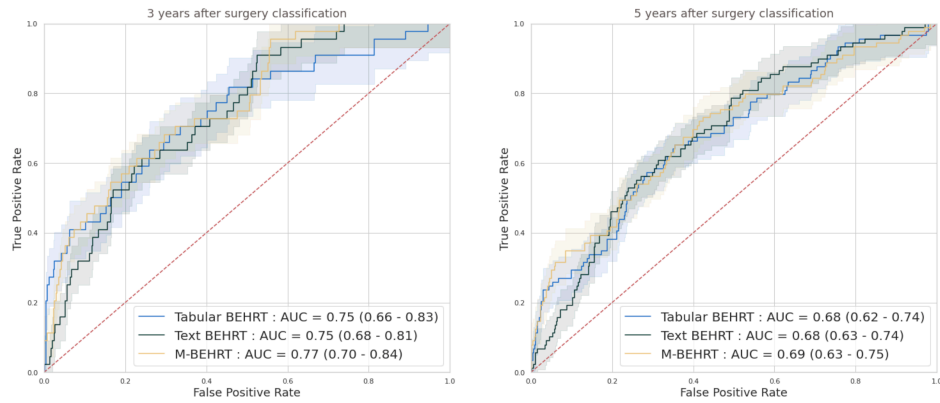 3 years after surgery classification
True Positive Rate
1.0
0.8
0.6
0.4
0.2
0.0
Tabular BEHRT : AUC = 0.75 (0.66 - 0.83)
Text BEHRT : AUC = 0.75 (0.68 - 0.81)
M-BEHRT : AUC = 0.77 (0.70 - 0.84)
0.0 0.2 0.4 0.6 0.8 1.0
False Positive Rate
5 years after surgery classification
True Positive Rate
1.0
0.8
0.6
0.4
0.2
0.0
Tabular BEHRT : AUC = 0.68 (0.62 - 0.74)
Text BEHRT : AUC = 0.68 (0.63 - 0.74)
M-BEHRT : AUC = 0.69 (0.63 - 0.75)
0.0 0.2 0.4 0.6 0.8 1.0
False Positive Rate